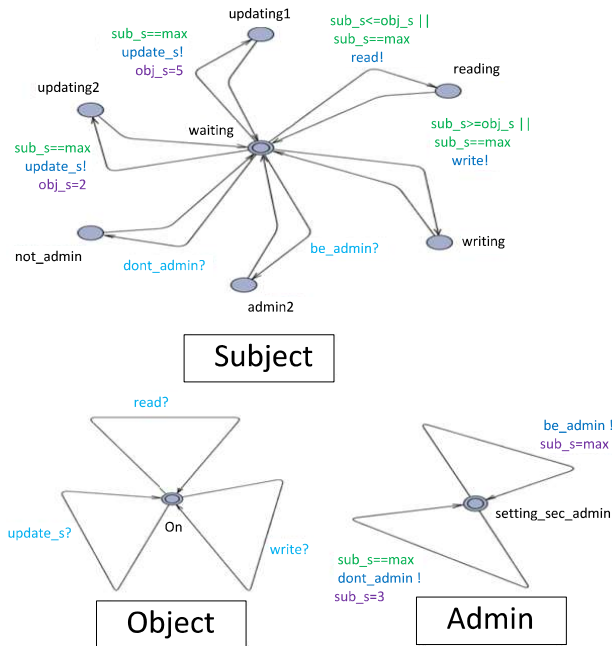 updating1
sub_s==max
update_s!
obj_s=5
sub_s<=obj_s ||
sub_s==max
read!
reading
updating2
waiting
sub_s>=obj_s ||
sub_s==max
write!
sub_s==max
update_s!
obj_s=2
not_admin
dont_admin?
be_admin?
writing
admin2
Subject
read?
On
update_s?
write?
Object
be_admin !
sub_s=max
setting_sec_admin
sub_s==max
dont_admin !
sub_s=3
Admin